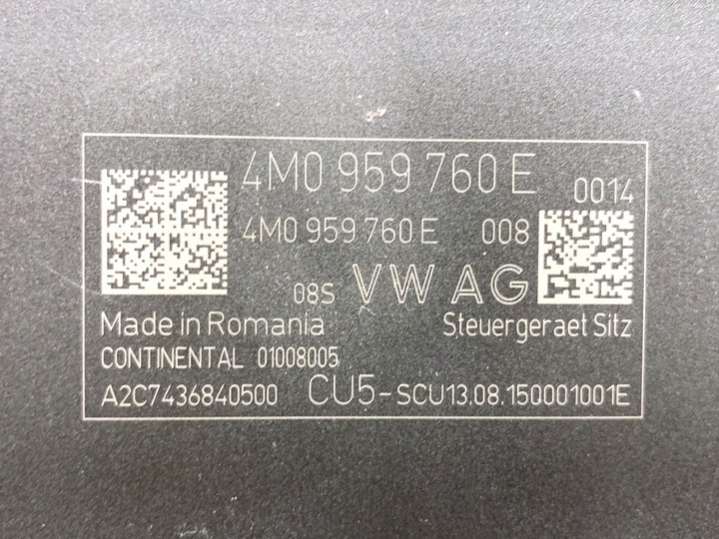 4M0 959 760 E 0014
4M0 959 760 E 008
08S VW AG
Made in Romania Steuergeraet Sitz
CONTINENTAL 01008005
A2C7436840500 CU5-SCU13.08.150001001E